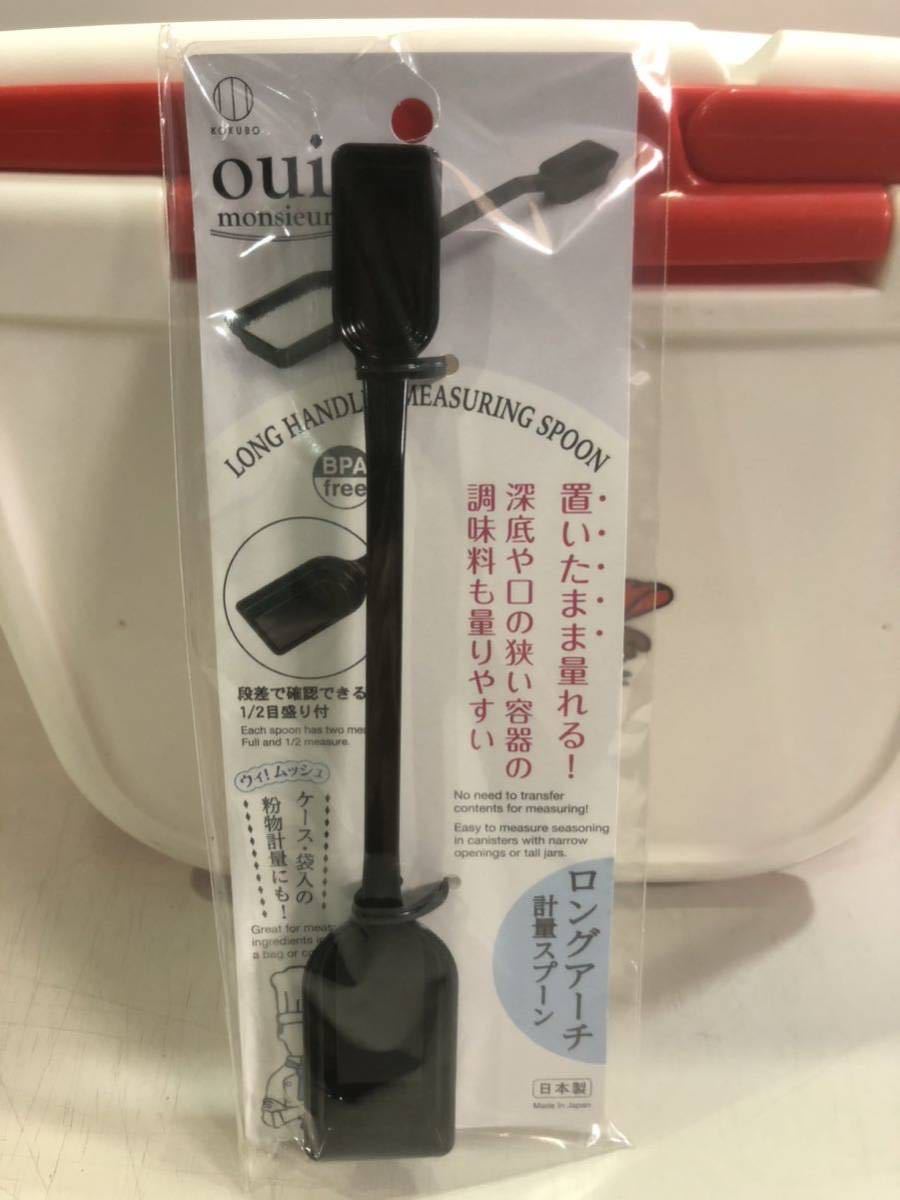 KOKUBO
oui
monsieur
LONG HANDL MEASURING SPOON
BPA
free
置いたまま量れる!
深底や口の狭い容器の
調味料も量りやすい
段差で確認できる
1/2目盛り付
Each spoon has two mea
Full and 1/2 measure.
No need to transfer
contents for measuring!
Easy to measure seasoning
in canisters with narrow
openings or tall jars.
ウィ!ムッシュ
ケース・袋入の
粉物計量にも!
Great for meas
ingredients i
a bag or co
ロングアーチ
計量スプーン
日本製
Made In Japan